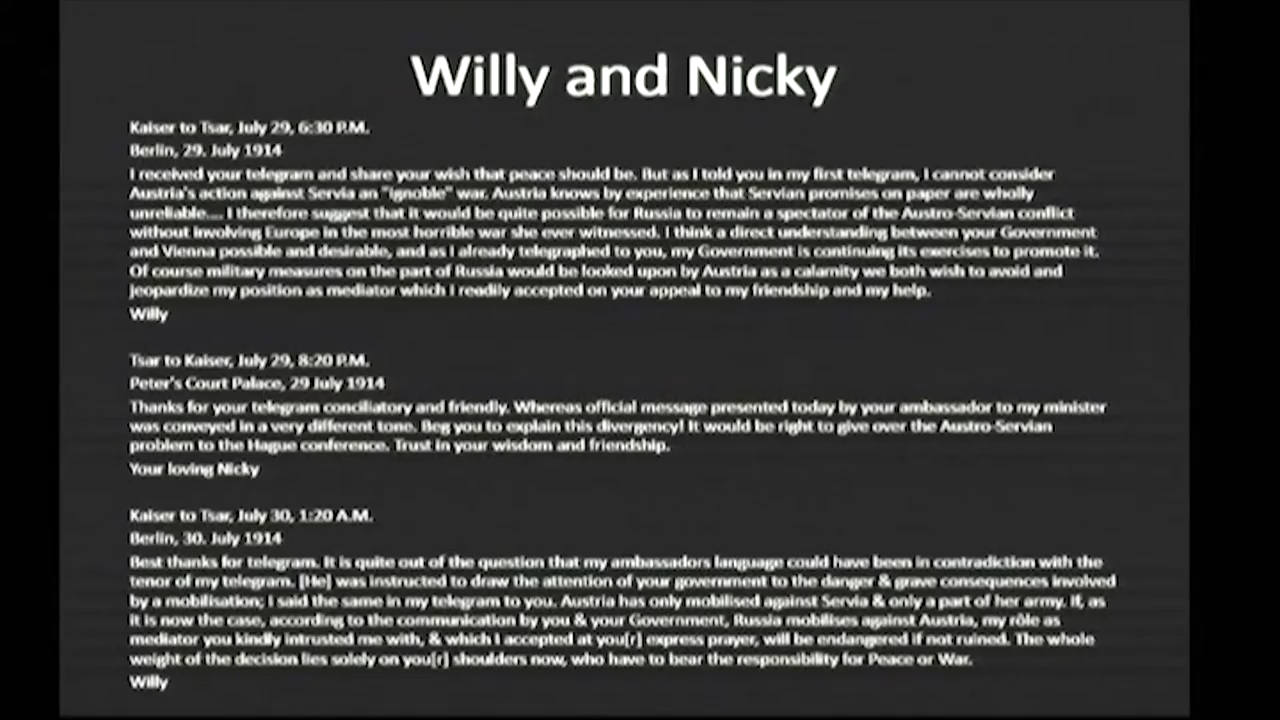 Willy and Nicky
Kaiser to Tsar, July 29, 6:30 P.M.
Berlin, 29. July 1914
I received your telegram and share your wish that peace should be. But as I told you in my first telegram, I cannot consider
Austria's action against Servia an "ignoble" war. Austria knows by experience that Servian promises on paper are wholly
unreliable.... I therefore suggest that it would be quite possible for Russia to remain a spectator of the Austro-Servian conflict
without involving Europe in the most horrible war she ever witnessed. I think a direct understanding between your Government
and Vienna possible and desirable, and as I already telegraphed to you, my Government is continuing its exercises to promote it.
Of course military measures on the part of Russia would be looked upon by Austria as a calamity we both wish to avoid and
jeopardize my position as mediator which I readily accepted on your appeal to my friendship and my help.
Willy
Tsar to Kaiser, July 29, 8:20 P.M.
Peter's Court Palace, 29 July 1914
Thanks for your telegram conciliatory and friendly. Whereas official message presented today by your ambassador to my minister
was conveyed in a very different tone. Beg you to explain this divergency! It would be right to give over the Austro-Servian
problem to the Hague conference. Trust in your wisdom and friendship.
Your loving Nicky
Kaiser to Tsar, July 30, 1:20 A.M.
Berlin, 30. July 1914
Best thanks for telegram. It is quite out of the question that my ambassadors language could have been in contradiction with the
tenor of my telegram. [He] was instructed to draw the attention of your government to the danger & grave consequences involved
by a mobilisation; I said the same in my telegram to you. Austria has only mobilised against Servia & only a part of her army. If, as
it is now the case, according to the communication by you & your Government, Russia mobilises against Austria, my rôle as
mediator you kindly intrusted me with, & which I accepted at you[r] express prayer, will be endangered if not ruined. The whole
weight of the decision lies solely on you[r] shoulders now, who have to bear the responsibility for Peace or War.
Willy